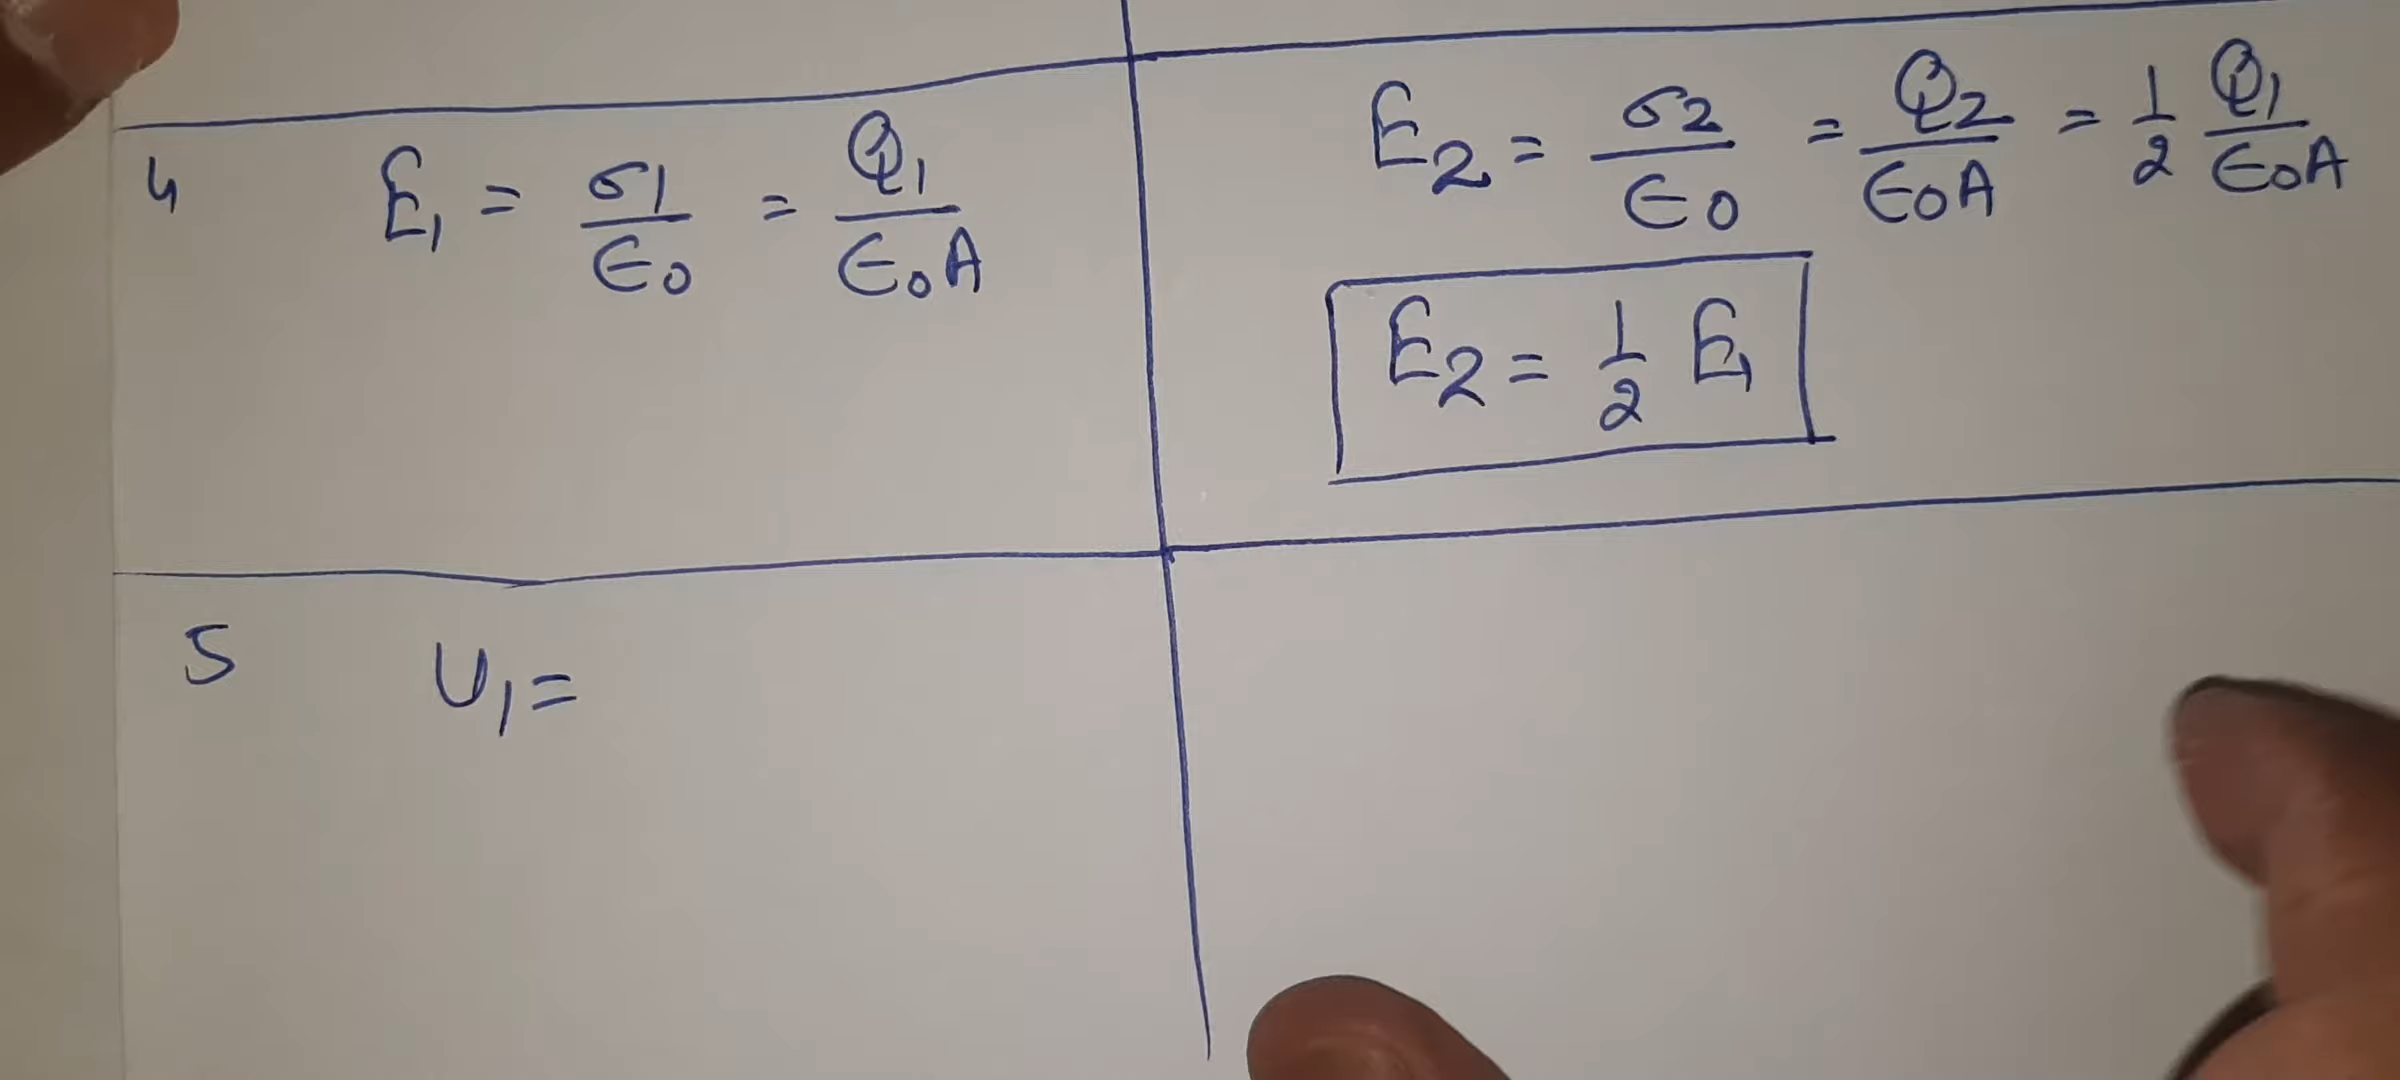 4 E₁ = σ1/ϵ0 = Q₁/ϵ₀A
E2 = σ2/ϵ0 = Q2/ϵ0A = 1/2 Q₁/ϵ0A
E2 = 1/2 E₁
5 U₁ =